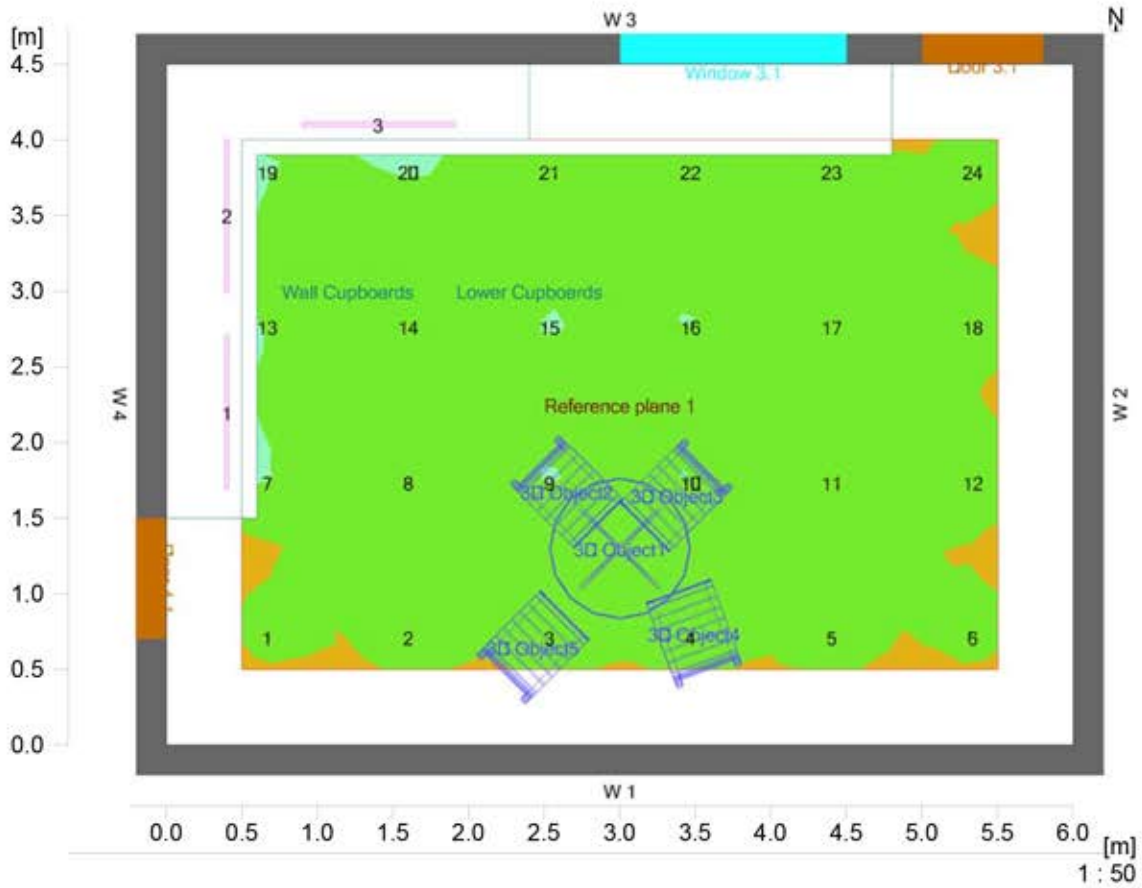 W 3
N
[m]
4.5
Window 3.1
Door 3.1
3
4.0
19 20 21 22 23 24
3.5
2
3.0
Wall Cupboards Lower Cupboards
13 14 15 16 17 18
2.5
W 4
1
W 2
Reference plane 1
2.0
7 8 9 10 11 12
3D Object2 3D Object3
1.5
3D Object1
1.0
1 2 3 4 5 6
3D Object5 3D Object4
0.5
0.0
W 1
0.0 0.5 1.0 1.5 2.0 2.5 3.0 3.5 4.0 4.5 5.0 5.5 6.0 [m]
1 : 50